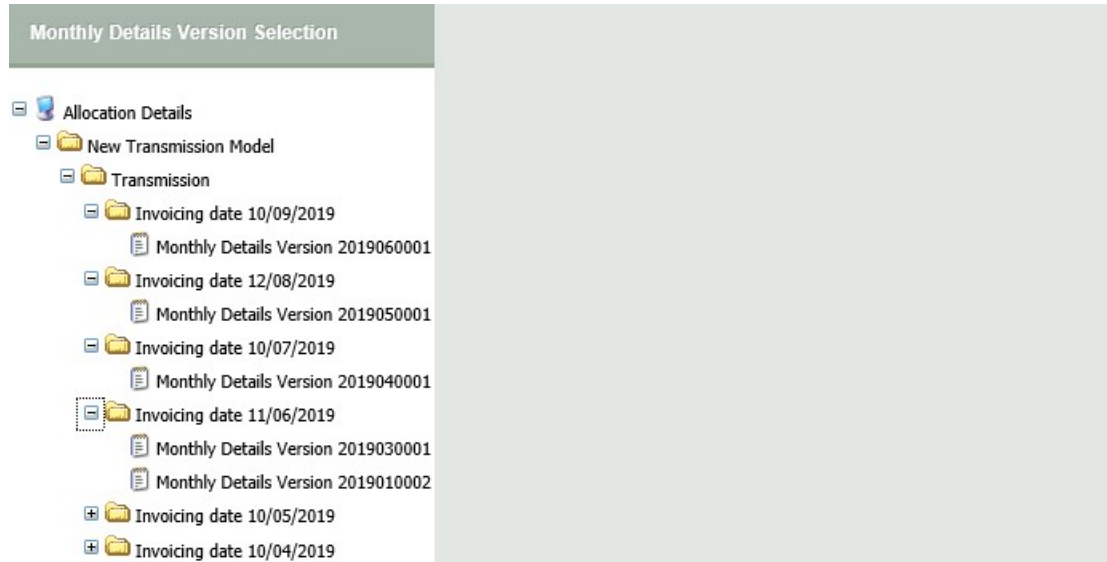 Monthly Details Version Selection
Allocation Details
New Transmission Model
Transmission
Invoicing date 10/09/2019
Monthly Details Version 2019060001
Invoicing date 12/08/2019
Monthly Details Version 2019050001
Invoicing date 10/07/2019
Monthly Details Version 2019040001
Invoicing date 11/06/2019
Monthly Details Version 2019030001
Monthly Details Version 2019010002
Invoicing date 10/05/2019
Invoicing date 10/04/2019